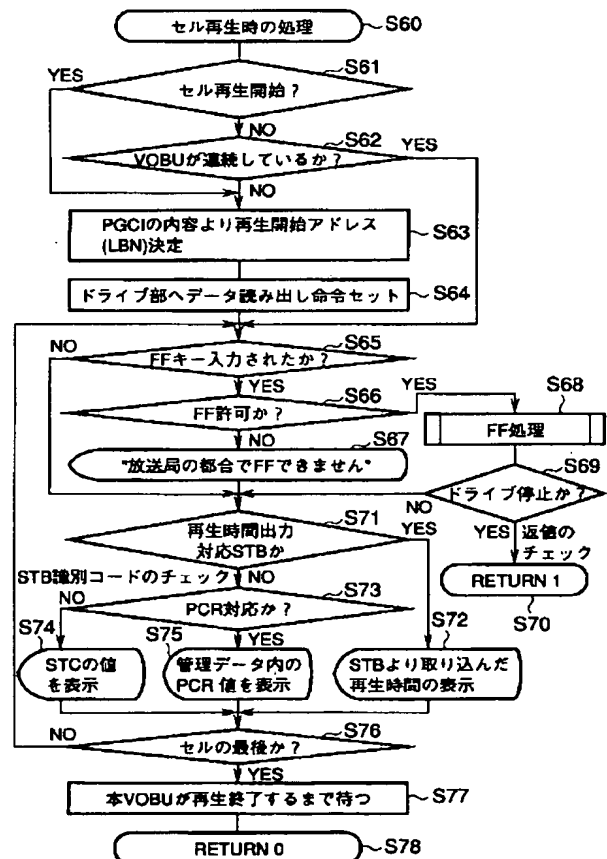 セル再生時の処理
S60
S61
YES
セル再生開始?
NO
S62
YES
VOBUが連続しているか?
NO
PGCIの内容より再生開始アドレス
(LBN)決定
S63
ドライブ部へデータ読み出し命令セット
S64
S65
NO
FFキー入力されたか?
YES
S66
YES
FF許可か?
NO
S67
"放送局の都合でFFできません"
S68
FF処理
S69
ドライブ停止か?
NO
YES
返値の
チェック
RETURN 1
S70
S71
再生時間出力
対応STBか
YES
STB識別コードのチェック
NO
S73
NO
PCR対応か?
S74
STCの値
を表示
S75
YES
管理データ内の
PCR値を表示
S72
STBより取り込んだ
再生時間の表示
S76
NO
セルの最後か?
YES
本VOBUが再生終了するまで待つ
S77
RETURN 0
S78